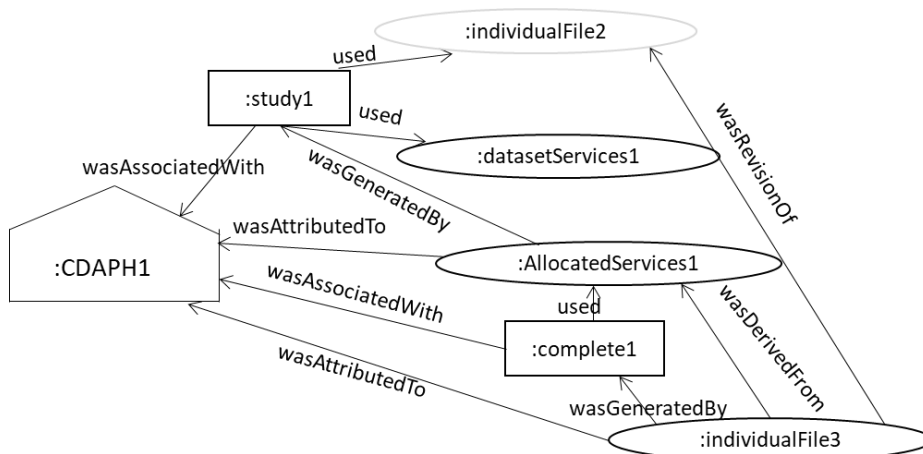 :individualFile2
used
:study1
used
:datasetServices1
wasAssociatedWith
wasGeneratedBy
wasRevisionOf
wasAttributedTo
:CDAPH1
:AllocatedServices1
wasAssociatedWith
used
wasDerivedFrom
:complete1
wasAttributedTo
wasGeneratedBy
:individualFile3